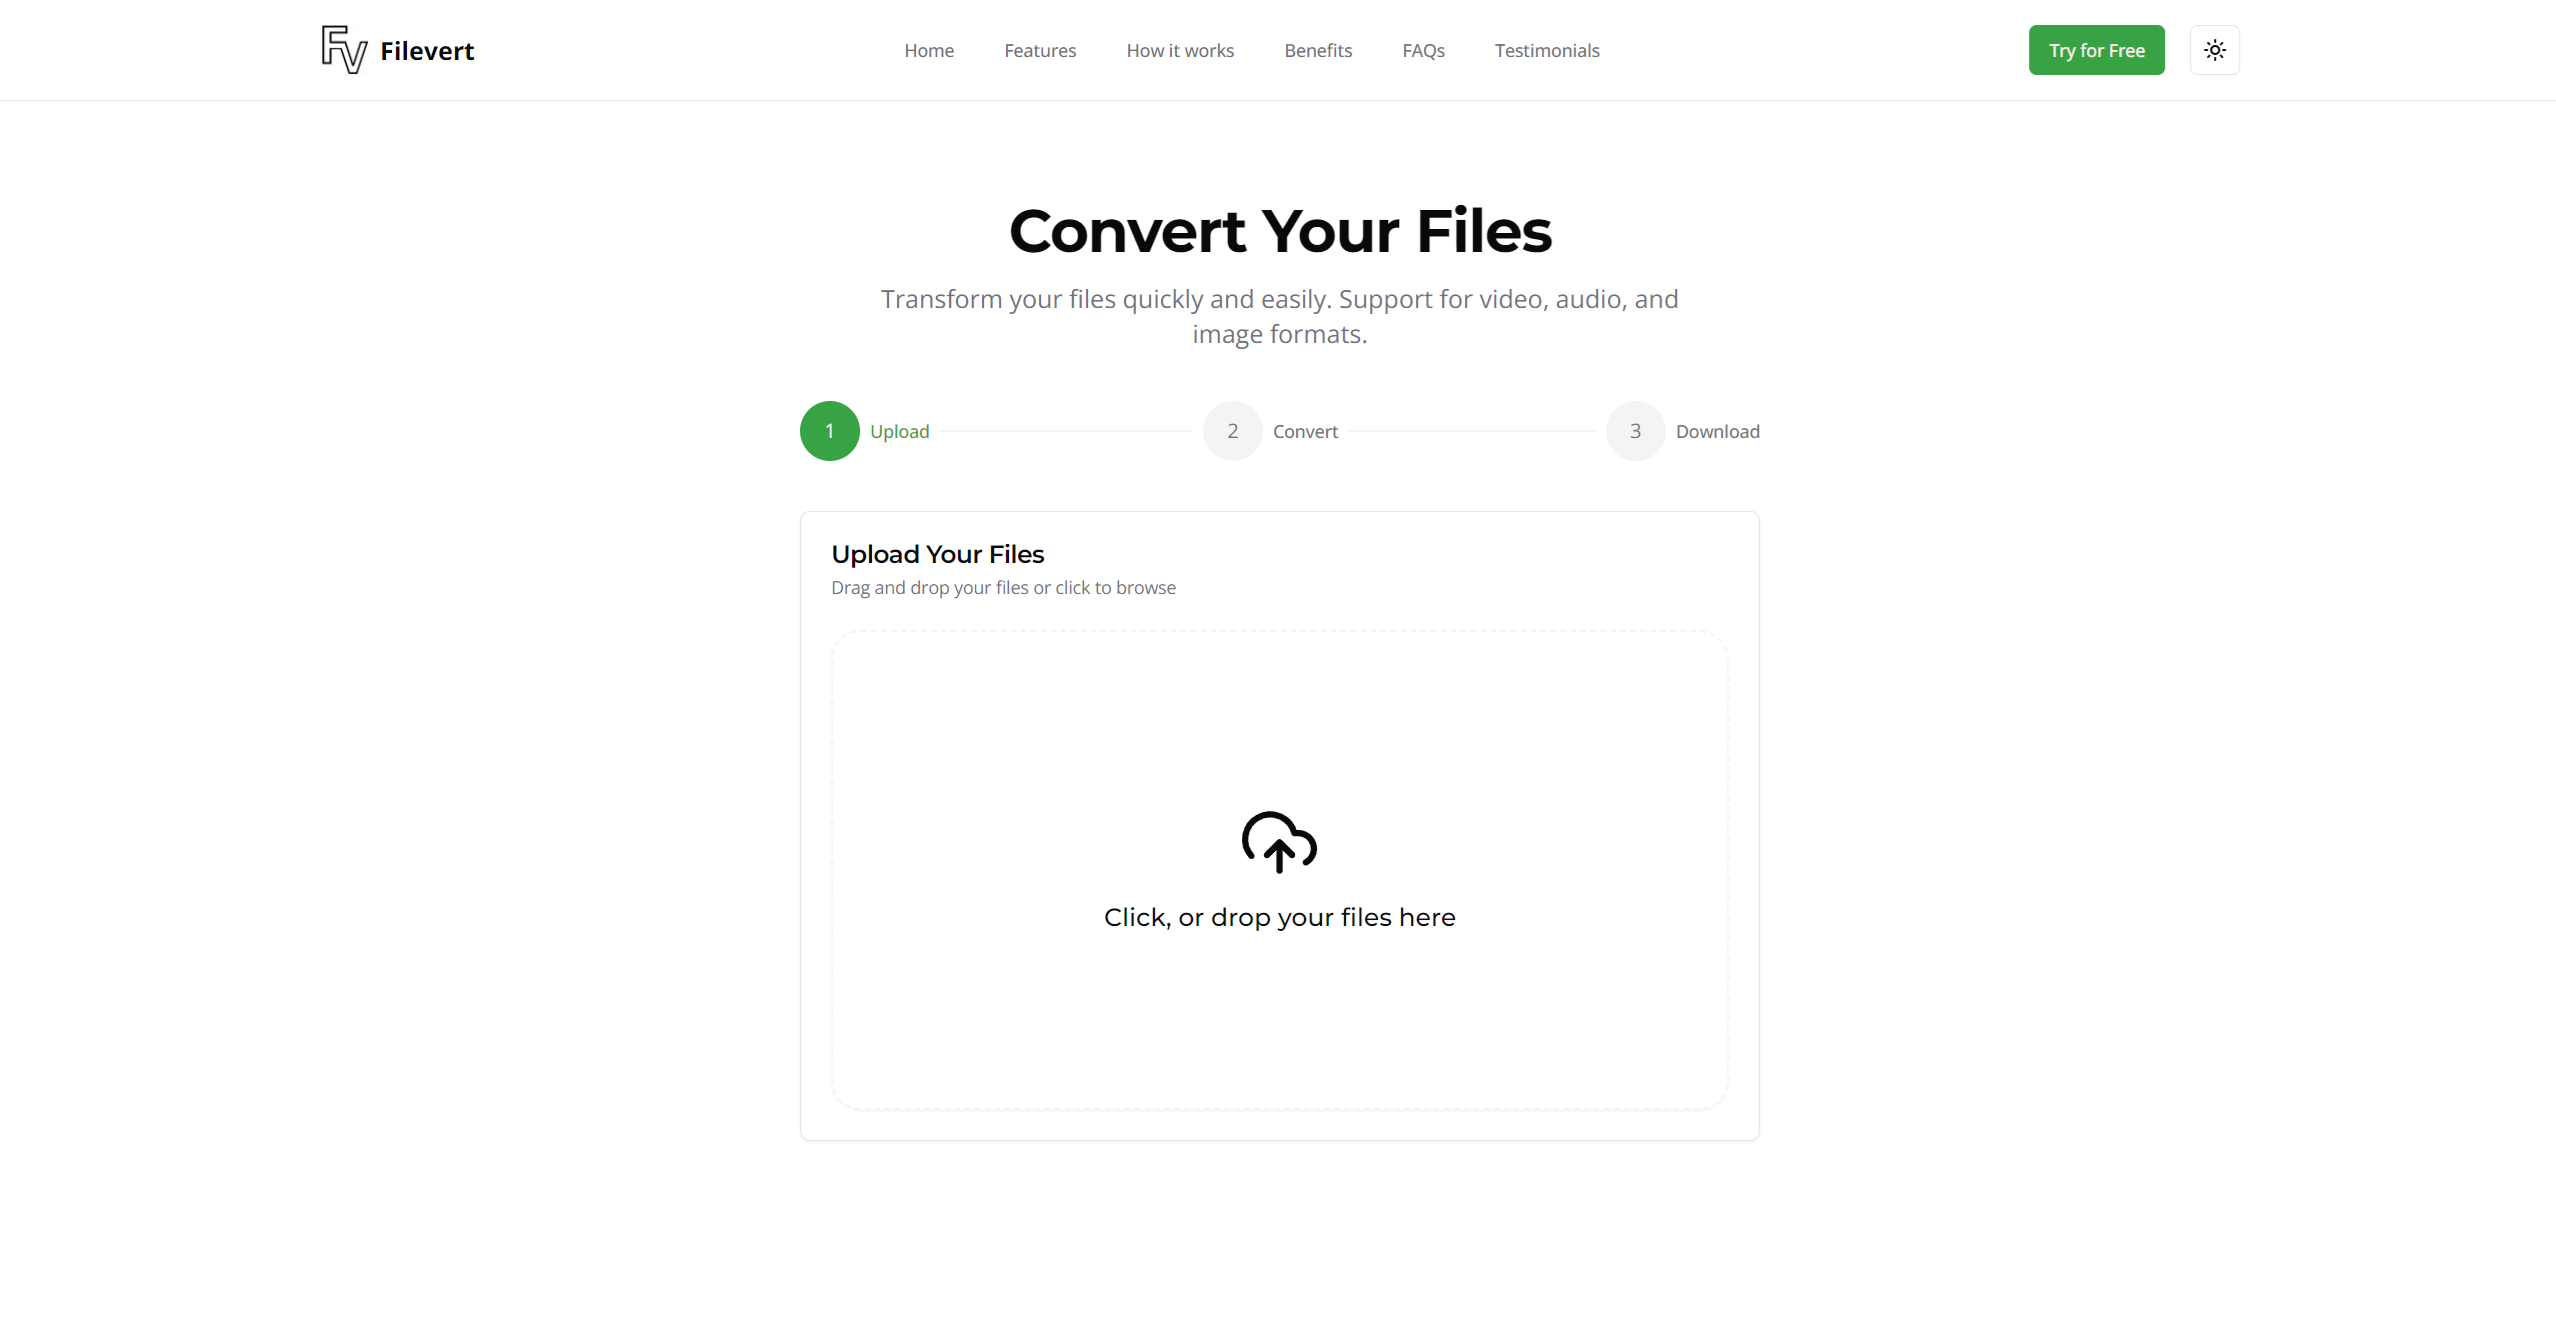 FV Filevert
Home Features How it works Benefits FAQs Testimonials
Try for Free
Convert Your Files
Transform your files quickly and easily. Support for video, audio, and
image formats.
1 Upload 2 Convert 3 Download
Upload Your Files
Drag and drop your files or click to browse
Click, or drop your files here